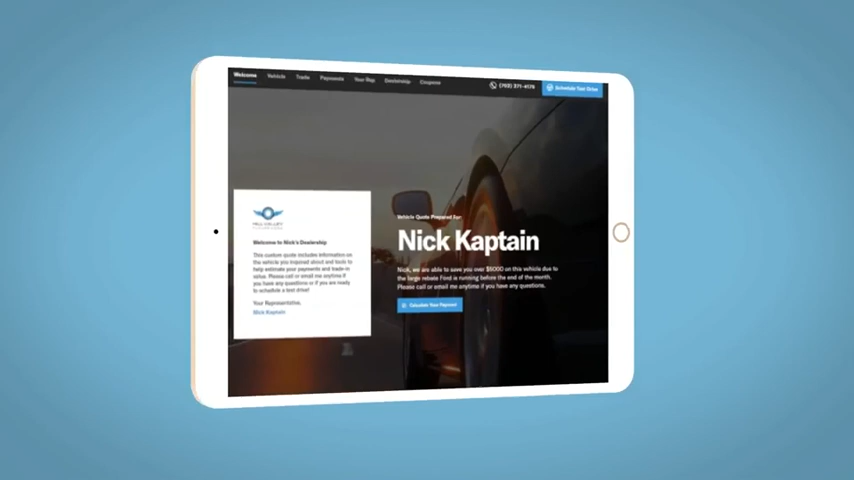 Welcome Vehicle Trade Payments Your Rep Dealership Coupons
(702) 371-4176 Schedule Test Drive
Welcome to Nick's Dealership
This custom quote includes information on
the vehicle you inquired about and tools to
help estimate your payments and trade-in
value. Please call or email me anytime if
you have any questions or if you are ready
to schedule a test drive!
Your Representative,
Nick Kaptain
Vehicle Quote Prepared For:
Nick Kaptain
Nick, we are able to save you over $5000 on this vehicle due to
the large rebate Ford is running before the end of the month.
Please call or email me anytime if you have any questions.
Calculate Your Payment